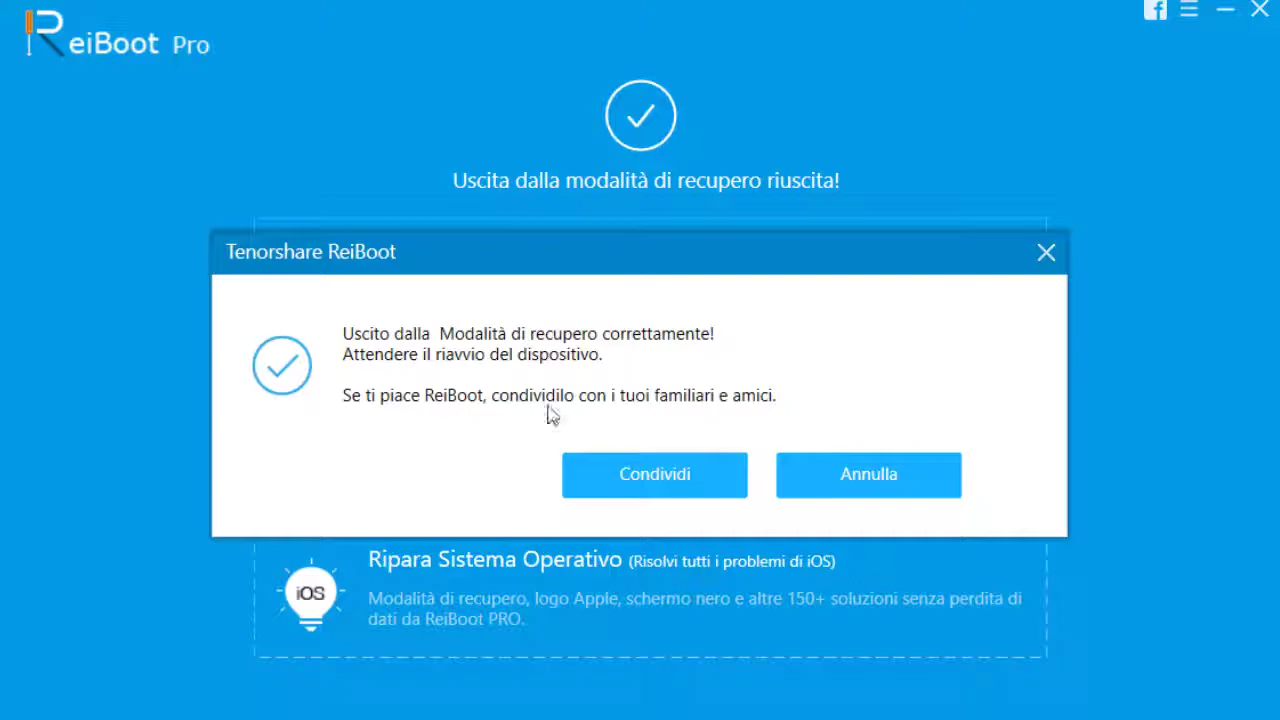 ReiBoot Pro
Uscita dalla modalità di recupero riuscita!
Tenorshare ReiBoot
Uscito dalla  Modalità di recupero correttamente!
Attendere il riavvio del dispositivo.
Se ti piace ReiBoot, condividilo con i tuoi familiari e amici.
Condividi
Annulla
Ripara Sistema Operativo (Risolvi tutti i problemi di iOS)
iOS
Modalità di recupero, logo Apple, schermo nero e altre 150+ soluzioni senza perdita di
dati da ReiBoot PRO.